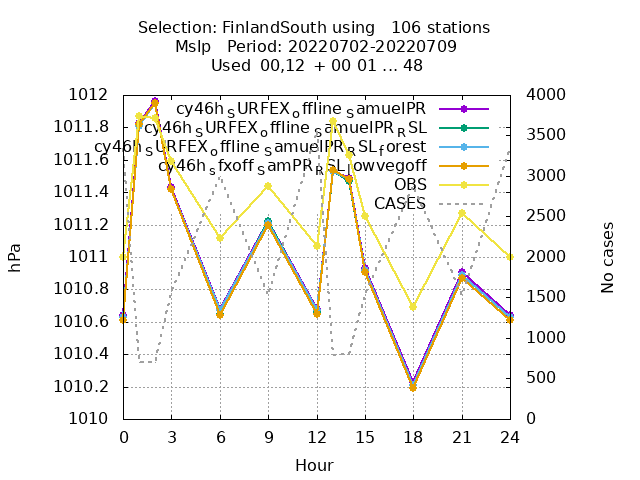 Selection: FinlandSouth using 106 stations
Mslp Period: 20220702-20220709
Used 00,12 + 00 01 ... 48
cy46h_SURFEX_offline_SamuelPR
cy46h_SURFEX_offline_SamuelPR_RSL
cy46h_SURFEX_offline_SamuelPR_RSL_forest
cy46h_sfxoff_SamPR_RSL_lowvegoff
OBS
CASES
1012
1011.8
1011.6
1011.4
1011.2
1011
1010.8
1010.6
1010.4
1010.2
1010
hPa
4000
3500
3000
2500
2000
1500
1000
500
0
No cases
0 3 6 9 12 15 18 21 24
Hour